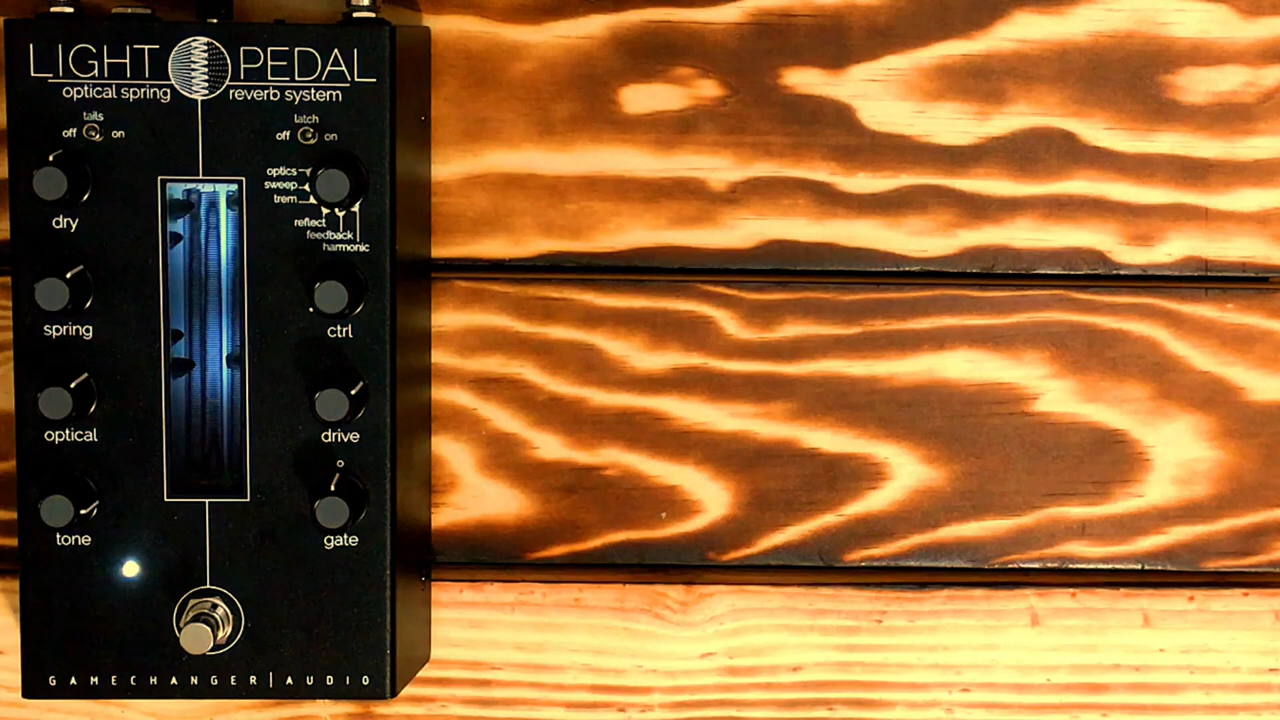 LIGHT PEDAL
optical spring reverb system
tails
off on
latch
off on
dry
optics
sweep
trem
reflect
feedback
harmonic
spring
ctrl
optical
drive
tone
gate
GAMECHANGER|AUDIO